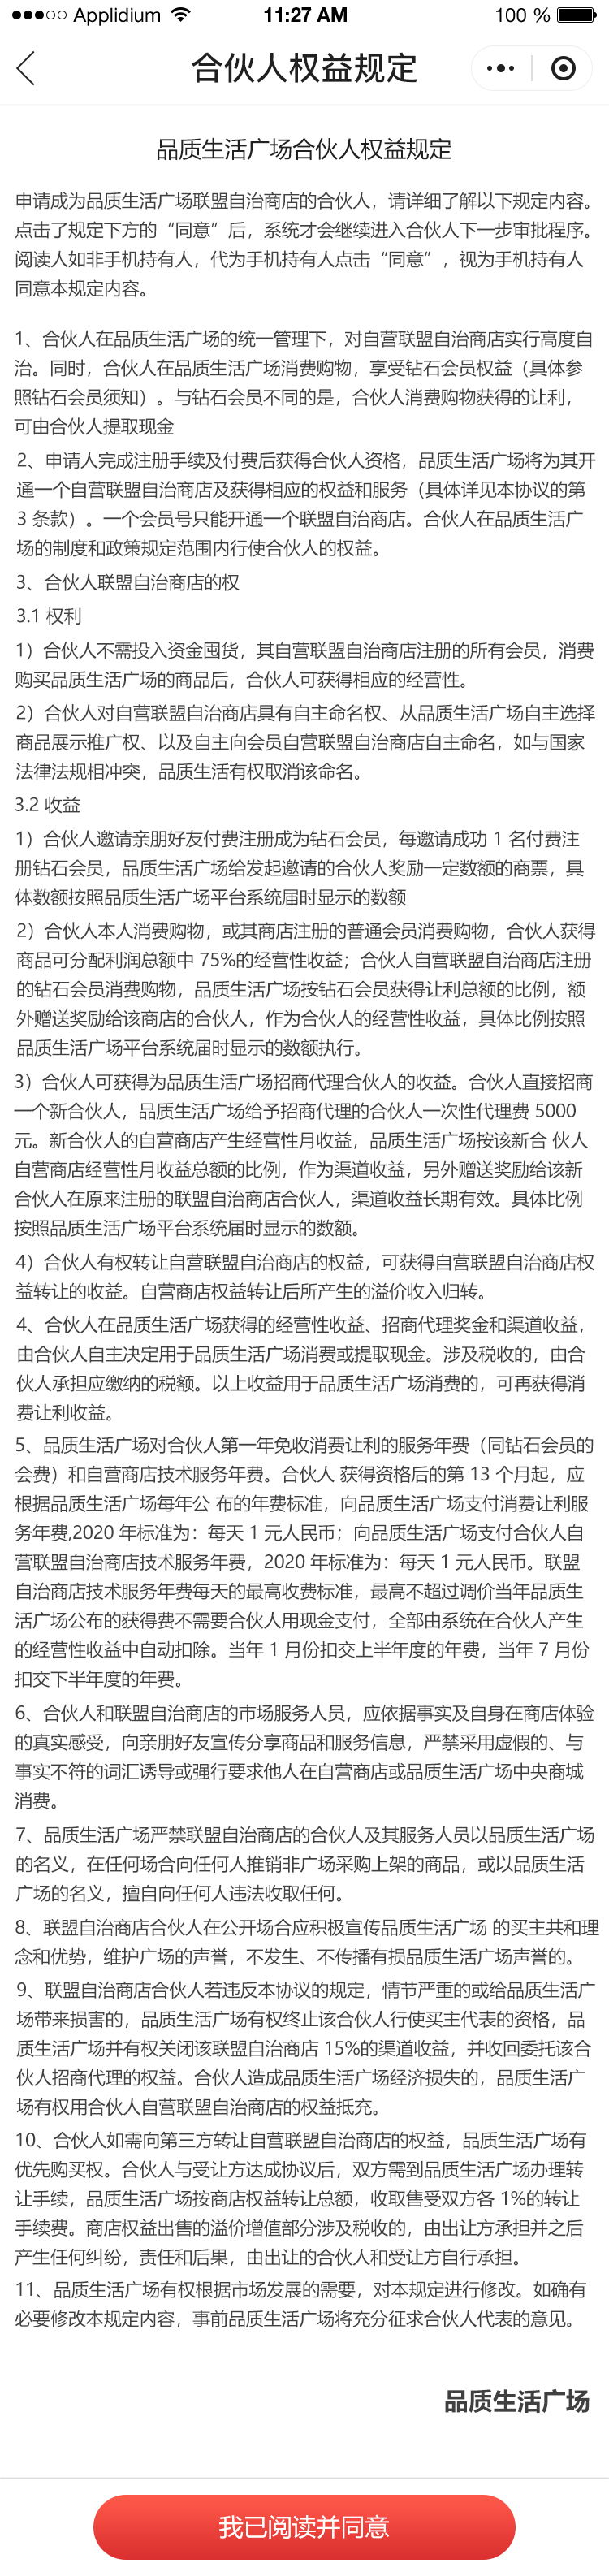 Applidium
11:27 AM
100 %
合伙人权益规定
品质生活广场合伙人权益规定
申请成为品质生活广场联盟自治商店的合伙人，请详细了解以下规定内容。
点击了规定下方的“同意”后，系统才会继续进入合伙人下一步审批程序。
阅读人如非手机持有人，代为手机持有人点击“同意”，视为手机持有人
同意本规定内容。
1、合伙人在品质生活广场的统一管理下，对自营联盟自治商店实行高度自
治。同时，合伙人在品质生活广场消费购物，享受钻石会员权益（具体参
照钻石会员须知）。与钻石会员不同的是，合伙人消费购物获得的让利，
可由合伙人提取现金
2、申请人完成注册手续及付费后获得合伙人资格，品质生活广场将为其开
通一个自营联盟自治商店及获得相应的权益和服务（具体详见本协议的第
3 条款）。一个会员号只能开通一个联盟自治商店。合伙人在品质生活广
场的制度和政策规定范围内行使合伙人的权益。
3、合伙人联盟自治商店的权
3.1 权利
1）合伙人不需投入资金囤货，其自营联盟自治商店注册的所有会员，消费
购买品质生活广场的商品后，合伙人可获得相应的经营性。
2）合伙人对自营联盟自治商店具有自主命名权、从品质生活广场自主选择
商品展示推广权、以及自主向会员自营联盟自治商店自主命名，如与国家
法律法规相冲突，品质生活有权取消该命名。
3.2 收益
1）合伙人邀请亲朋好友付费注册成为钻石会员，每邀请成功 1 名付费注
册钻石会员，品质生活广场给发起邀请的合伙人奖励一定数额的商票，具
体数额按照品质生活广场平台系统届时显示的数额
2）合伙人本人消费购物，或其商店注册的普通会员消费购物，合伙人获得
商品可分配利润总额中 75%的经营性收益；合伙人自营联盟自治商店注册
的钻石会员消费购物，品质生活广场按钻石会员获得让利总额的比例，额
外赠送奖励给该商店的合伙人，作为合伙人的经营性收益，具体比例按照
品质生活广场平台系统届时显示的数额执行。
3）合伙人可获得为品质生活广场招商代理合伙人的收益。合伙人直接招商
一个新合伙人，品质生活广场给予招商代理的合伙人一次性代理费 5000
元。新合伙人的自营商店产生经营性月收益，品质生活广场按该新合 伙人
自营商店经营性月收益总额的比例，作为渠道收益，另外赠送奖励给该新
合伙人在原来注册的联盟自治商店合伙人，渠道收益长期有效。具体比例
按照品质生活广场平台系统届时显示的数额。
4）合伙人有权转让自营联盟自治商店的权益，可获得自营联盟自治商店权
益转让的收益。自营商店权益转让后所产生的溢价收入归转。
4、合伙人在品质生活广场获得的经营性收益、招商代理奖金和渠道收益，
由合伙人自主决定用于品质生活广场消费或提取现金。涉及税收的，由合
伙人承担应缴纳的税额。以上收益用于品质生活广场消费的，可再获得消
费让利收益。
5、品质生活广场对合伙人第一年免收消费让利的服务年费（同钻石会员的
会费）和自营商店技术服务年费。合伙人 获得资格后的第 13 个月起，应
根据品质生活广场每年公 布的年费标准，向品质生活广场支付消费让利服
务年费,2020 年标准为：每天 1 元人民币；向品质生活广场支付合伙人自
营联盟自治商店技术服务年费，2020 年标准为：每天 1 元人民币。联盟
自治商店技术服务年费每天的最高收费标准，最高不超过调价当年品质生
活广场公布的获得费不需要合伙人用现金支付，全部由系统在合伙人产生
的经营性收益中自动扣除。当年 1 月份扣交上半年度的年费，当年 7 月份
扣交下半年度的年费。
6、合伙人和联盟自治商店的市场服务人员，应依据事实及自身在商店体验
的真实感受，向亲朋好友宣传分享商品和服务信息，严禁采用虚假的、与
事实不符的词汇诱导或强行要求他人在自营商店或品质生活广场中央商城
消费。
7、品质生活广场严禁联盟自治商店的合伙人及其服务人员以品质生活广场
的名义，在任何场合向任何人推销非广场采购上架的商品，或以品质生活
广场的名义，擅自向任何人违法收取任何。
8、联盟自治商店合伙人在公开场合应积极宣传品质生活广场 的买主共和理
念和优势，维护广场的声誉，不发生、不传播有损品质生活广场声誉的。
9、联盟自治商店合伙人若违反本协议的规定，情节严重的或给品质生活广
场带来损害的，品质生活广场有权终止该合伙人行使买主代表的资格，品
质生活广场并有权关闭该联盟自治商店 15%的渠道收益，并收回委托该合
伙人招商代理的权益。合伙人造成品质生活广场经济损失的，品质生活广
场有权用合伙人自营联盟自治商店的权益抵充。
10、合伙人如需向第三方转让自营联盟自治商店的权益，品质生活广场有
优先购买权。合伙人与受让方达成协议后，双方需到品质生活广场办理转
让手续，品质生活广场按商店权益转让总额，收取售受双方各 1%的转让
手续费。商店权益出售的溢价增值部分涉及税收的，由出让方承担并之后
产生任何纠纷，责任和后果，由出让的合伙人和受让方自行承担。
11、品质生活广场有权根据市场发展的需要，对本规定进行修改。如确有
必要修改本规定内容，事前品质生活广场将充分征求合伙人代表的意见。
品质生活广场
我已阅读并同意